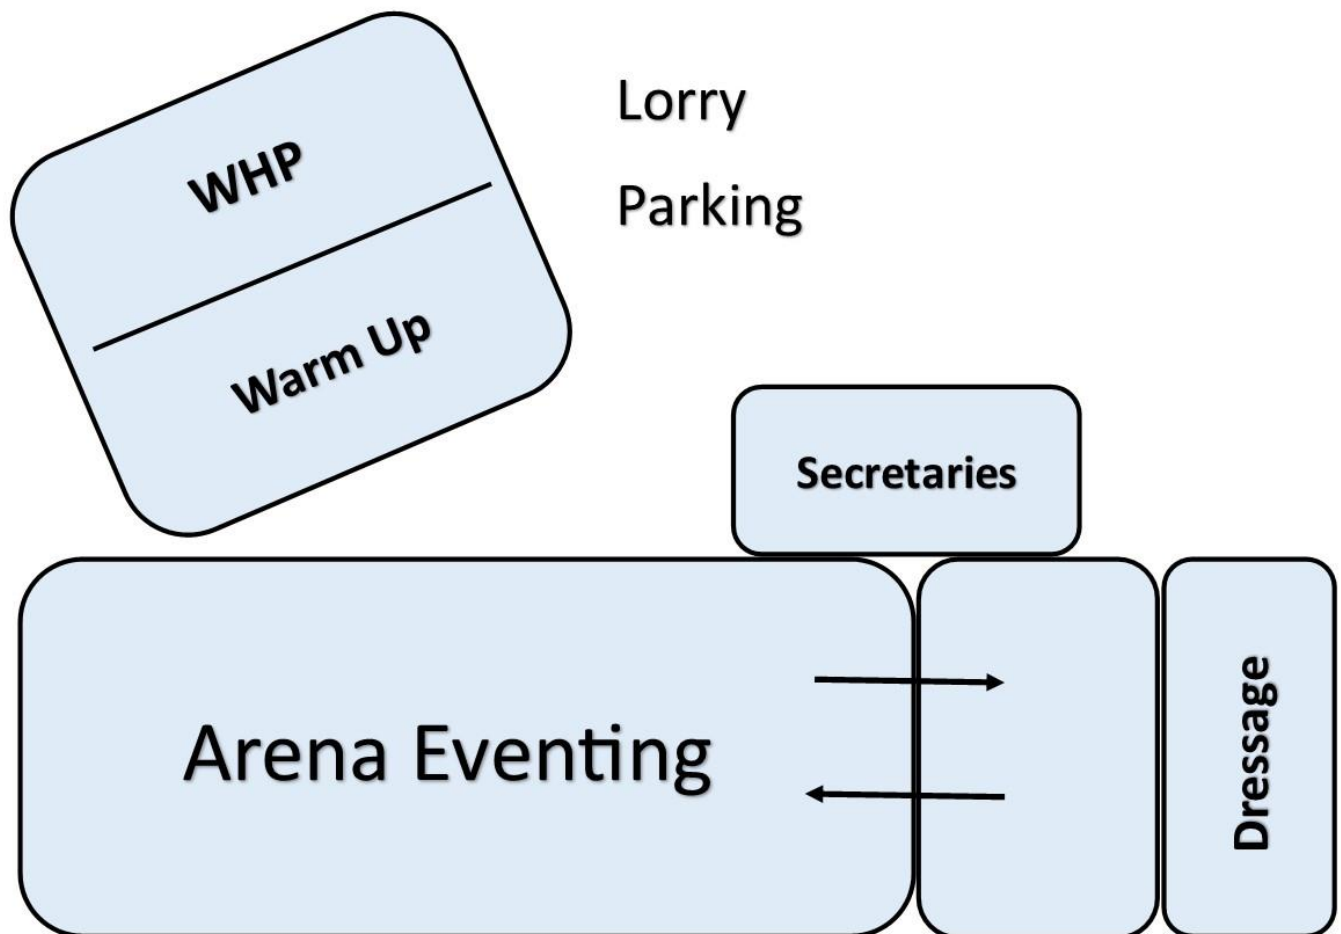 WHP
Warm Up
Lorry
Parking
Secretaries
Arena Eventing
Dressage